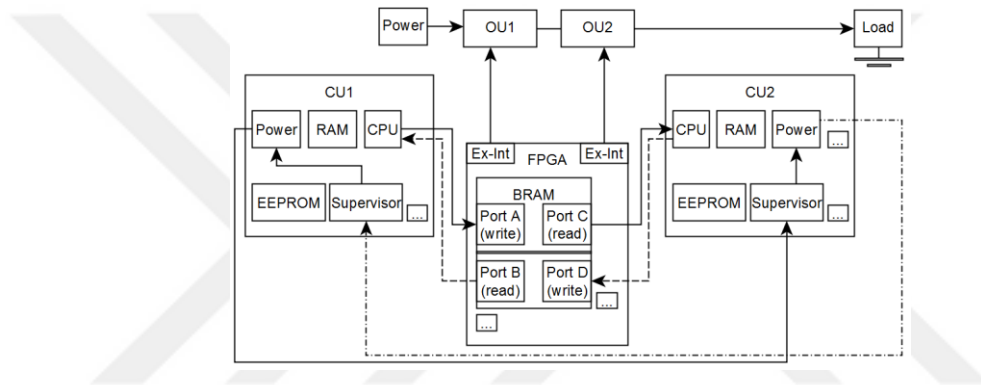 Power
OU1
OU2
Load
CU1
Power
RAM
CPU
EEPROM
Supervisor
...
Ex-Int
FPGA
Ex-Int
BRAM
Port A
(write)
Port C
(read)
Port B
(read)
Port D
(write)
...
...
CU2
CPU
RAM
Power
...
EEPROM
Supervisor
...